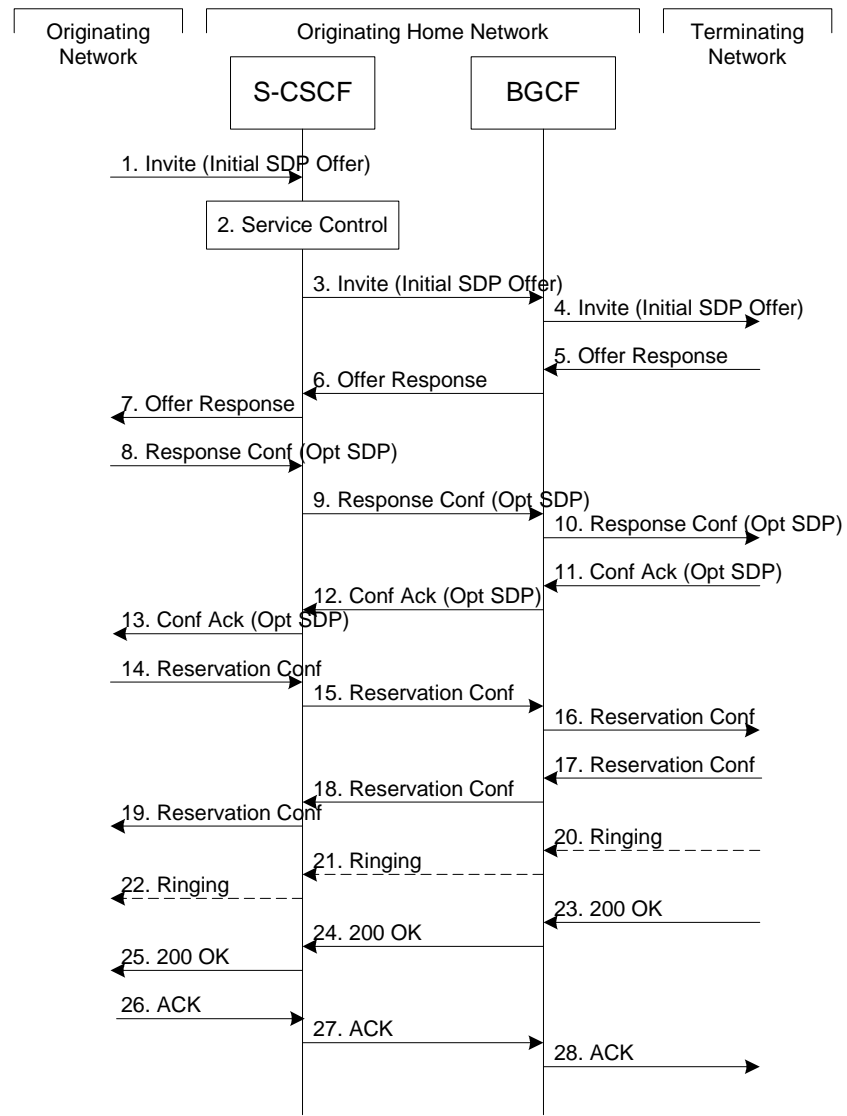 Originating
Network
Originating Home Network
Terminating
Network
S-CSCF
BGCF
1. Invite (Initial SDP Offer)
2. Service Control
3. Invite (Initial SDP Offer)
4. Invite (Initial SDP Offer)
5. Offer Response
6. Offer Response
7. Offer Response
8. Response Conf (Opt SDP)
9. Response Conf (Opt SDP)
10. Response Conf (Opt SDP)
11. Conf Ack (Opt SDP)
12. Conf Ack (Opt SDP)
13. Conf Ack (Opt SDP)
14. Reservation Conf
15. Reservation Conf
16. Reservation Conf
17. Reservation Conf
18. Reservation Conf
19. Reservation Conf
20. Ringing
21. Ringing
22. Ringing
23. 200 OK
24. 200 OK
25. 200 OK
26. ACK
27. ACK
28. ACK